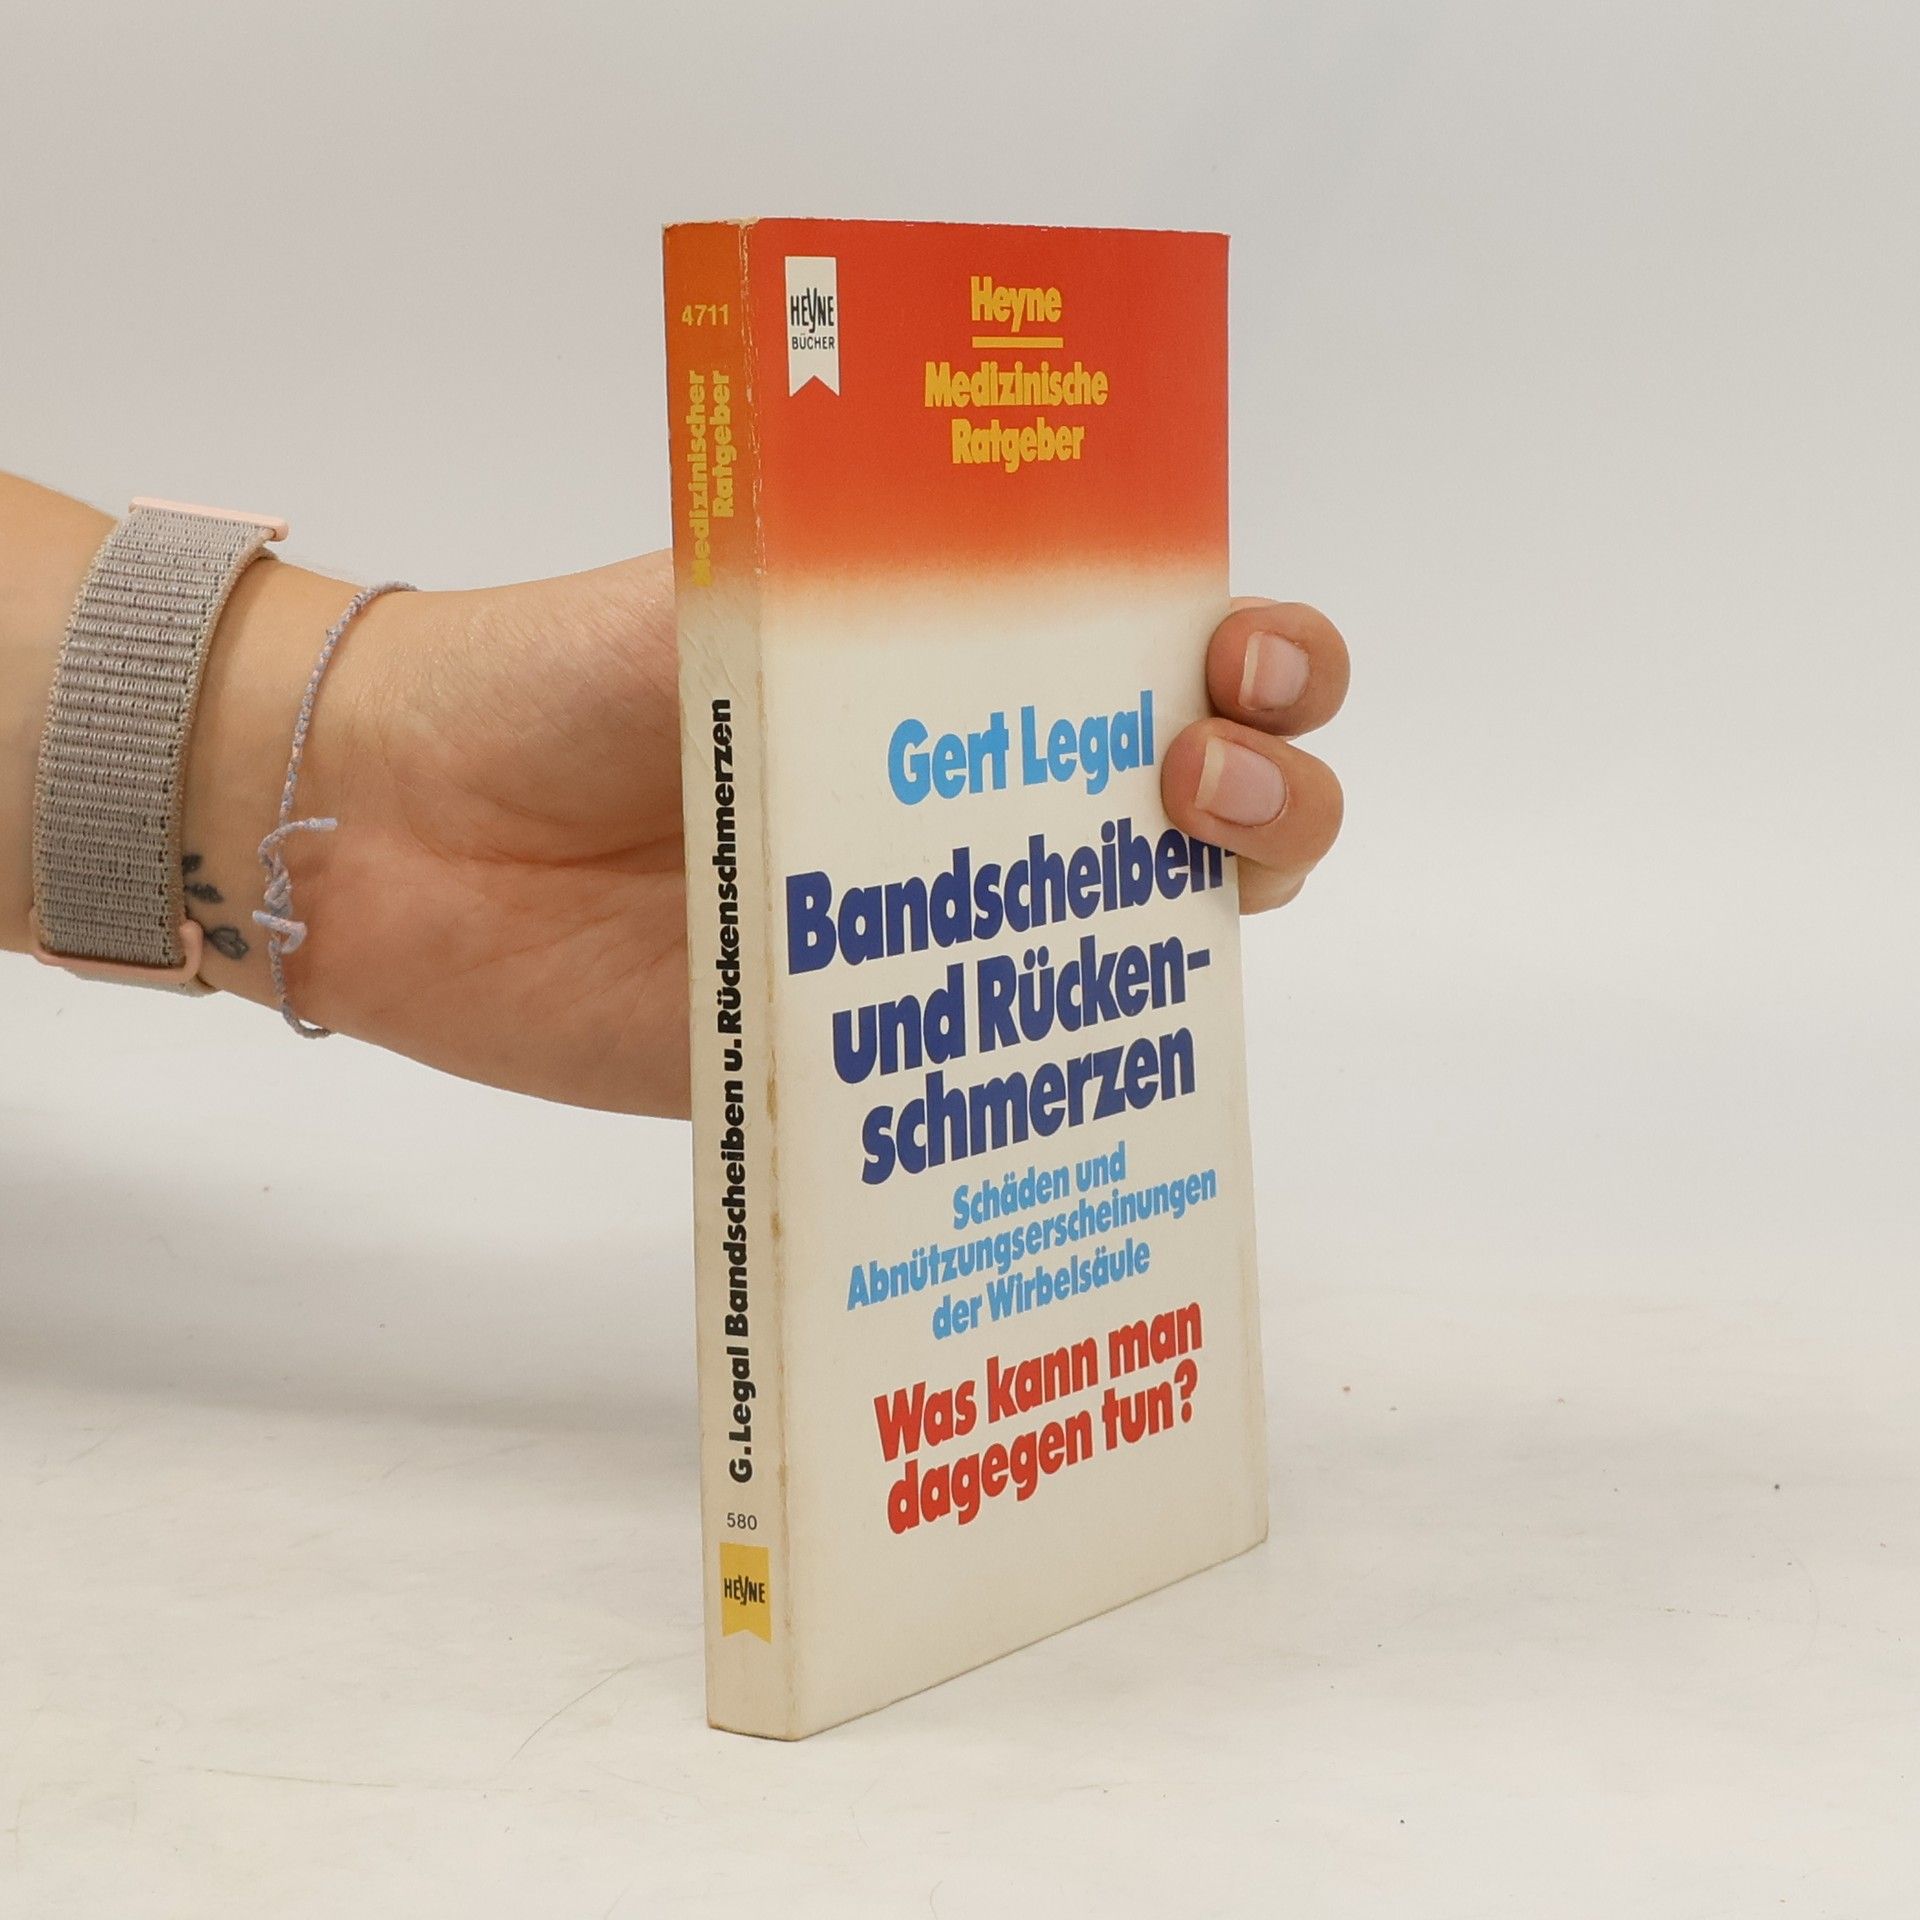 4711
Medizinischer
Ratgeber
G. Legal Bandscheiben u. Rückenschmerzen
580
HEYNE
HEYNE
BÜCHER
Heyne
Medizinische
Ratgeber
Gert Legal
Bandscheiben-
und Rücken-
schmerzen
Schäden und
Abnützungserscheinungen
der Wirbelsäule
Was kann man
dagegen tun?